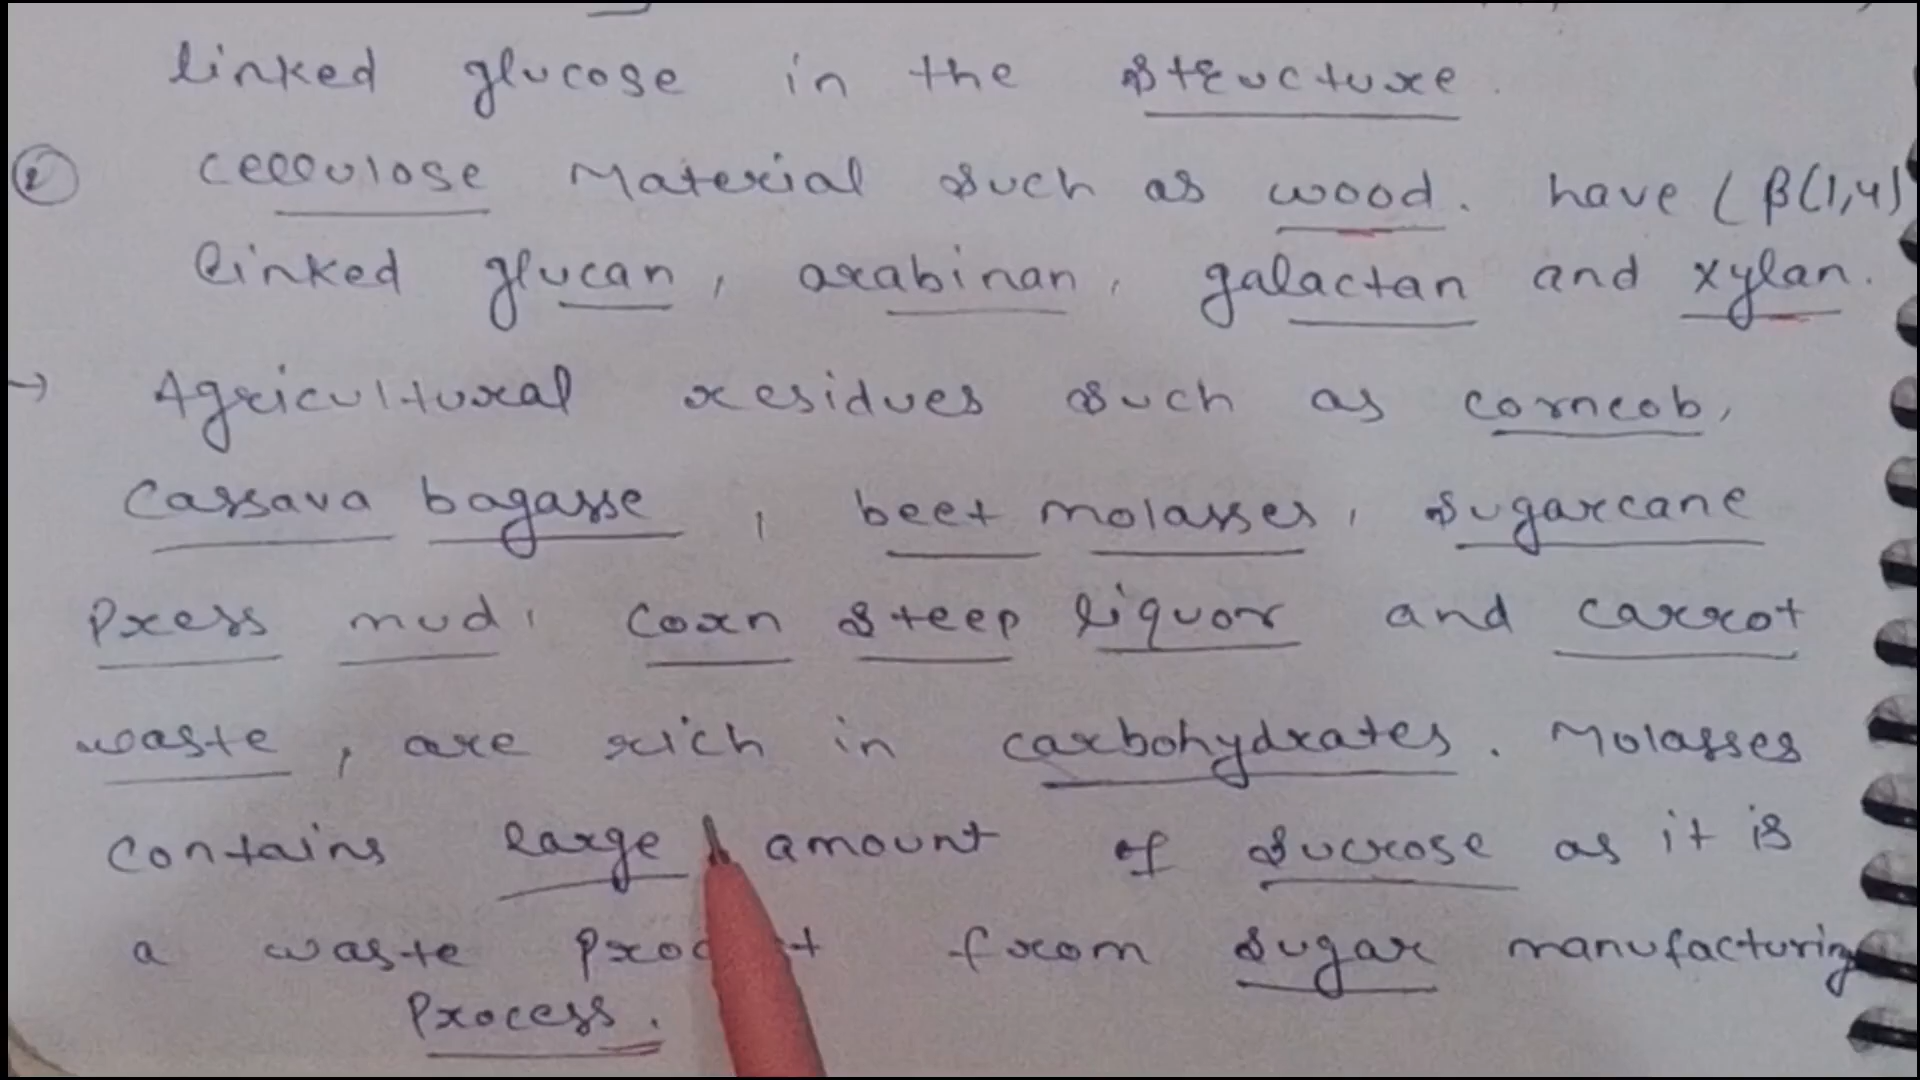 linked glucose in the structure.
② cellulose Material such as wood. have (β(1,4)
linked glucan, arabinan, galactan and xylan.
→ Agricultural residues such as corncob,
Cassava bagasse, beet molasses, sugarcane
Press mud, corn steep liquor and carrot
waste, are rich in carbohydrates. Molasses
contains large amount of sucrose as it is
a waste from sugar manufacturing
Process.